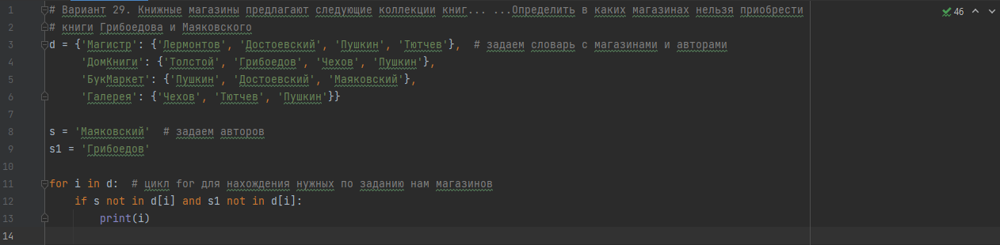 1 # Вариант 29. Книжные магазины предлагают следующие коллекции книг... ...Определить в каких магазинах нельзя приобрести
2 # книги Грибоедова и Маяковского
3 d = {'Магистр': {'Лермонтов', 'Достоевский', 'Пушкин', 'Тютчев'},  # задаем словарь с магазинами и авторами
4      'ДомКниги': {'Толстой', 'Грибоедов', 'Чехов', 'Пушкин'},
5      'БукМаркет': {'Пушкин', 'Достоевский', 'Маяковский'},
6      'Галерея': {'Чехов', 'Тютчев', 'Пушкин'}}
7
8 s = 'Маяковский'  # задаем авторов
9 s1 = 'Грибоедов'
10
11 for i in d:  # цикл for для нахождения нужных по заданию нам магазинов
12     if s not in d[i] and s1 not in d[i]:
13         print(i)
14
46